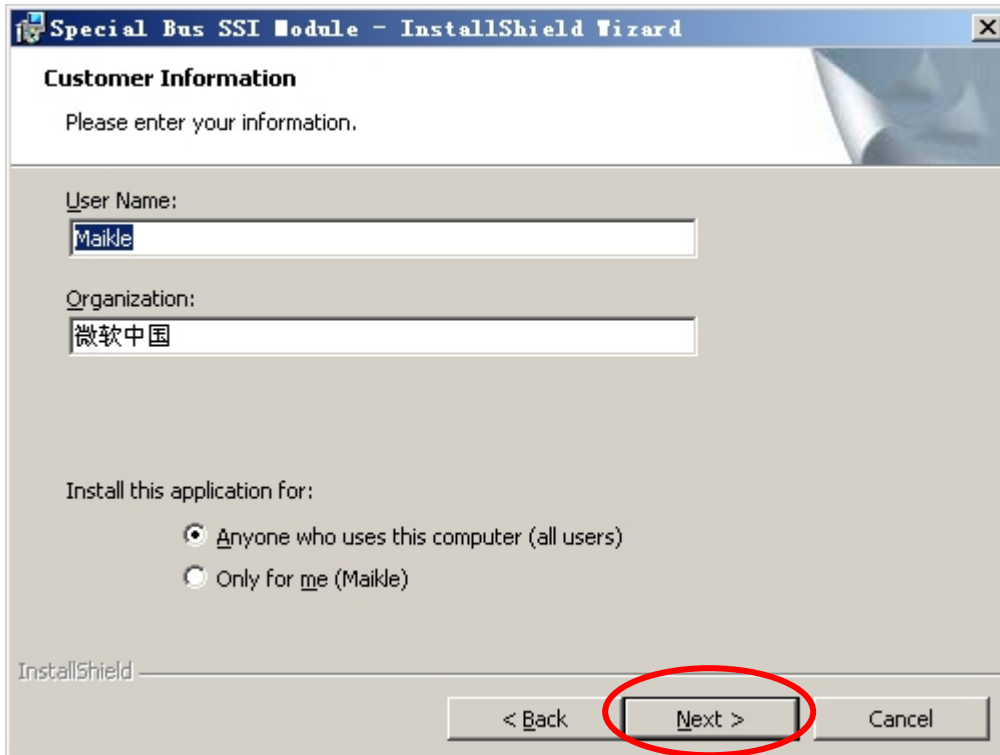 Special Bus SSI Module - InstallShield Wizard
Customer Information
Please enter your information.
User Name:
Maikle
Organization:
微软中国
Install this application for:
Anyone who uses this computer (all users)
Only for me (Maikle)
InstallShield
< Back Next > Cancel